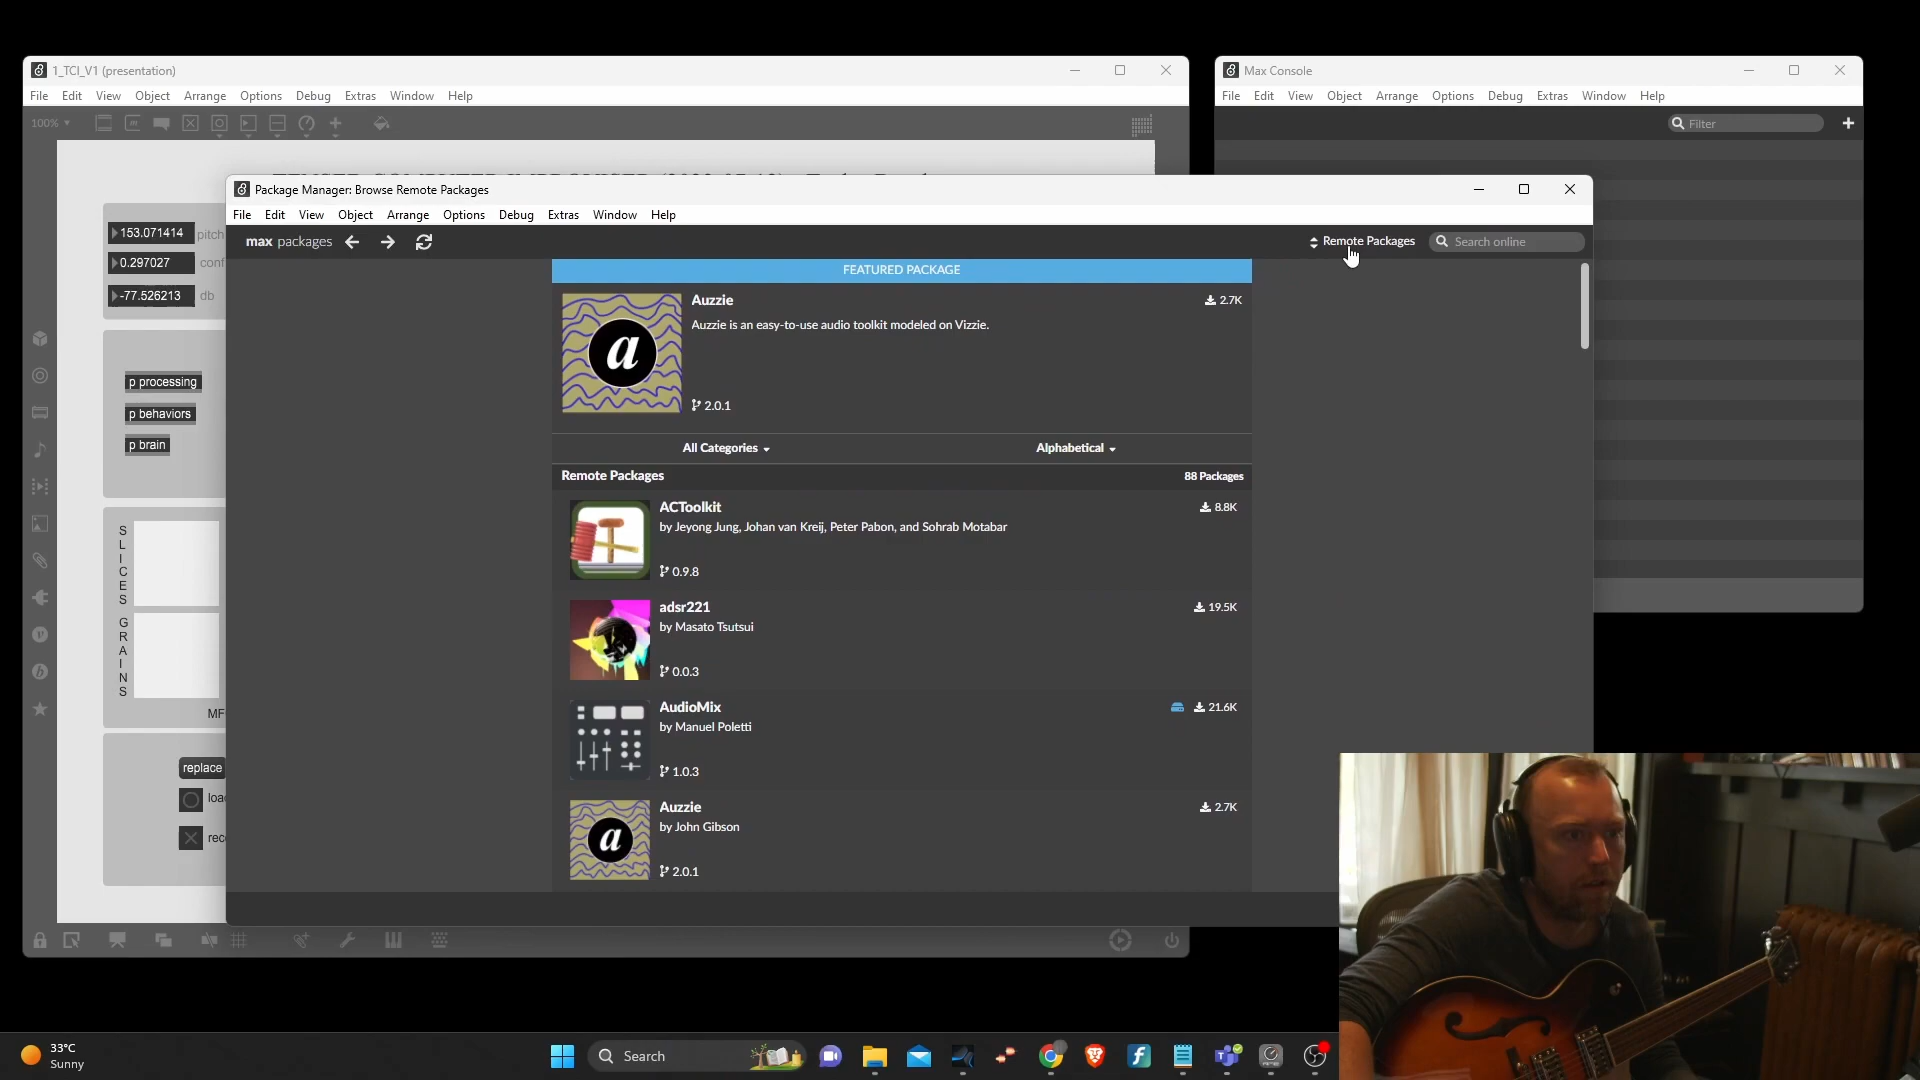 1_TCI_V1 (presentation)
File Edit View Object Arrange Options Debug Extras Window Help
100%
Max Console
File Edit View Object Arrange Options Debug Extras Window Help
Filter
Package Manager: Browse Remote Packages
File Edit View Object Arrange Options Debug Extras Window Help
max packages
Remote Packages
Search online
153.071414 pitch
0.297027 conf
-77.526213 db
p processing
p behaviors
p brain
SLICES
GRAINS
MF
replace
loa
rec
FEATURED PACKAGE
Auzzie
2.7K
Auzzie is an easy-to-use audio toolkit modeled on Vizzie.
2.0.1
All Categories
Alphabetical
Remote Packages
88 Packages
ACToolkit
8.8K
by Jeyong Jung, Johan van Kreij, Peter Pabon, and Sohrab Motabar
0.9.8
adsr221
19.5K
by Masato Tsutsui
0.0.3
AudioMix
21.6K
by Manuel Poletti
1.0.3
Auzzie
2.7K
by John Gibson
2.0.1
33°C
Sunny
Search